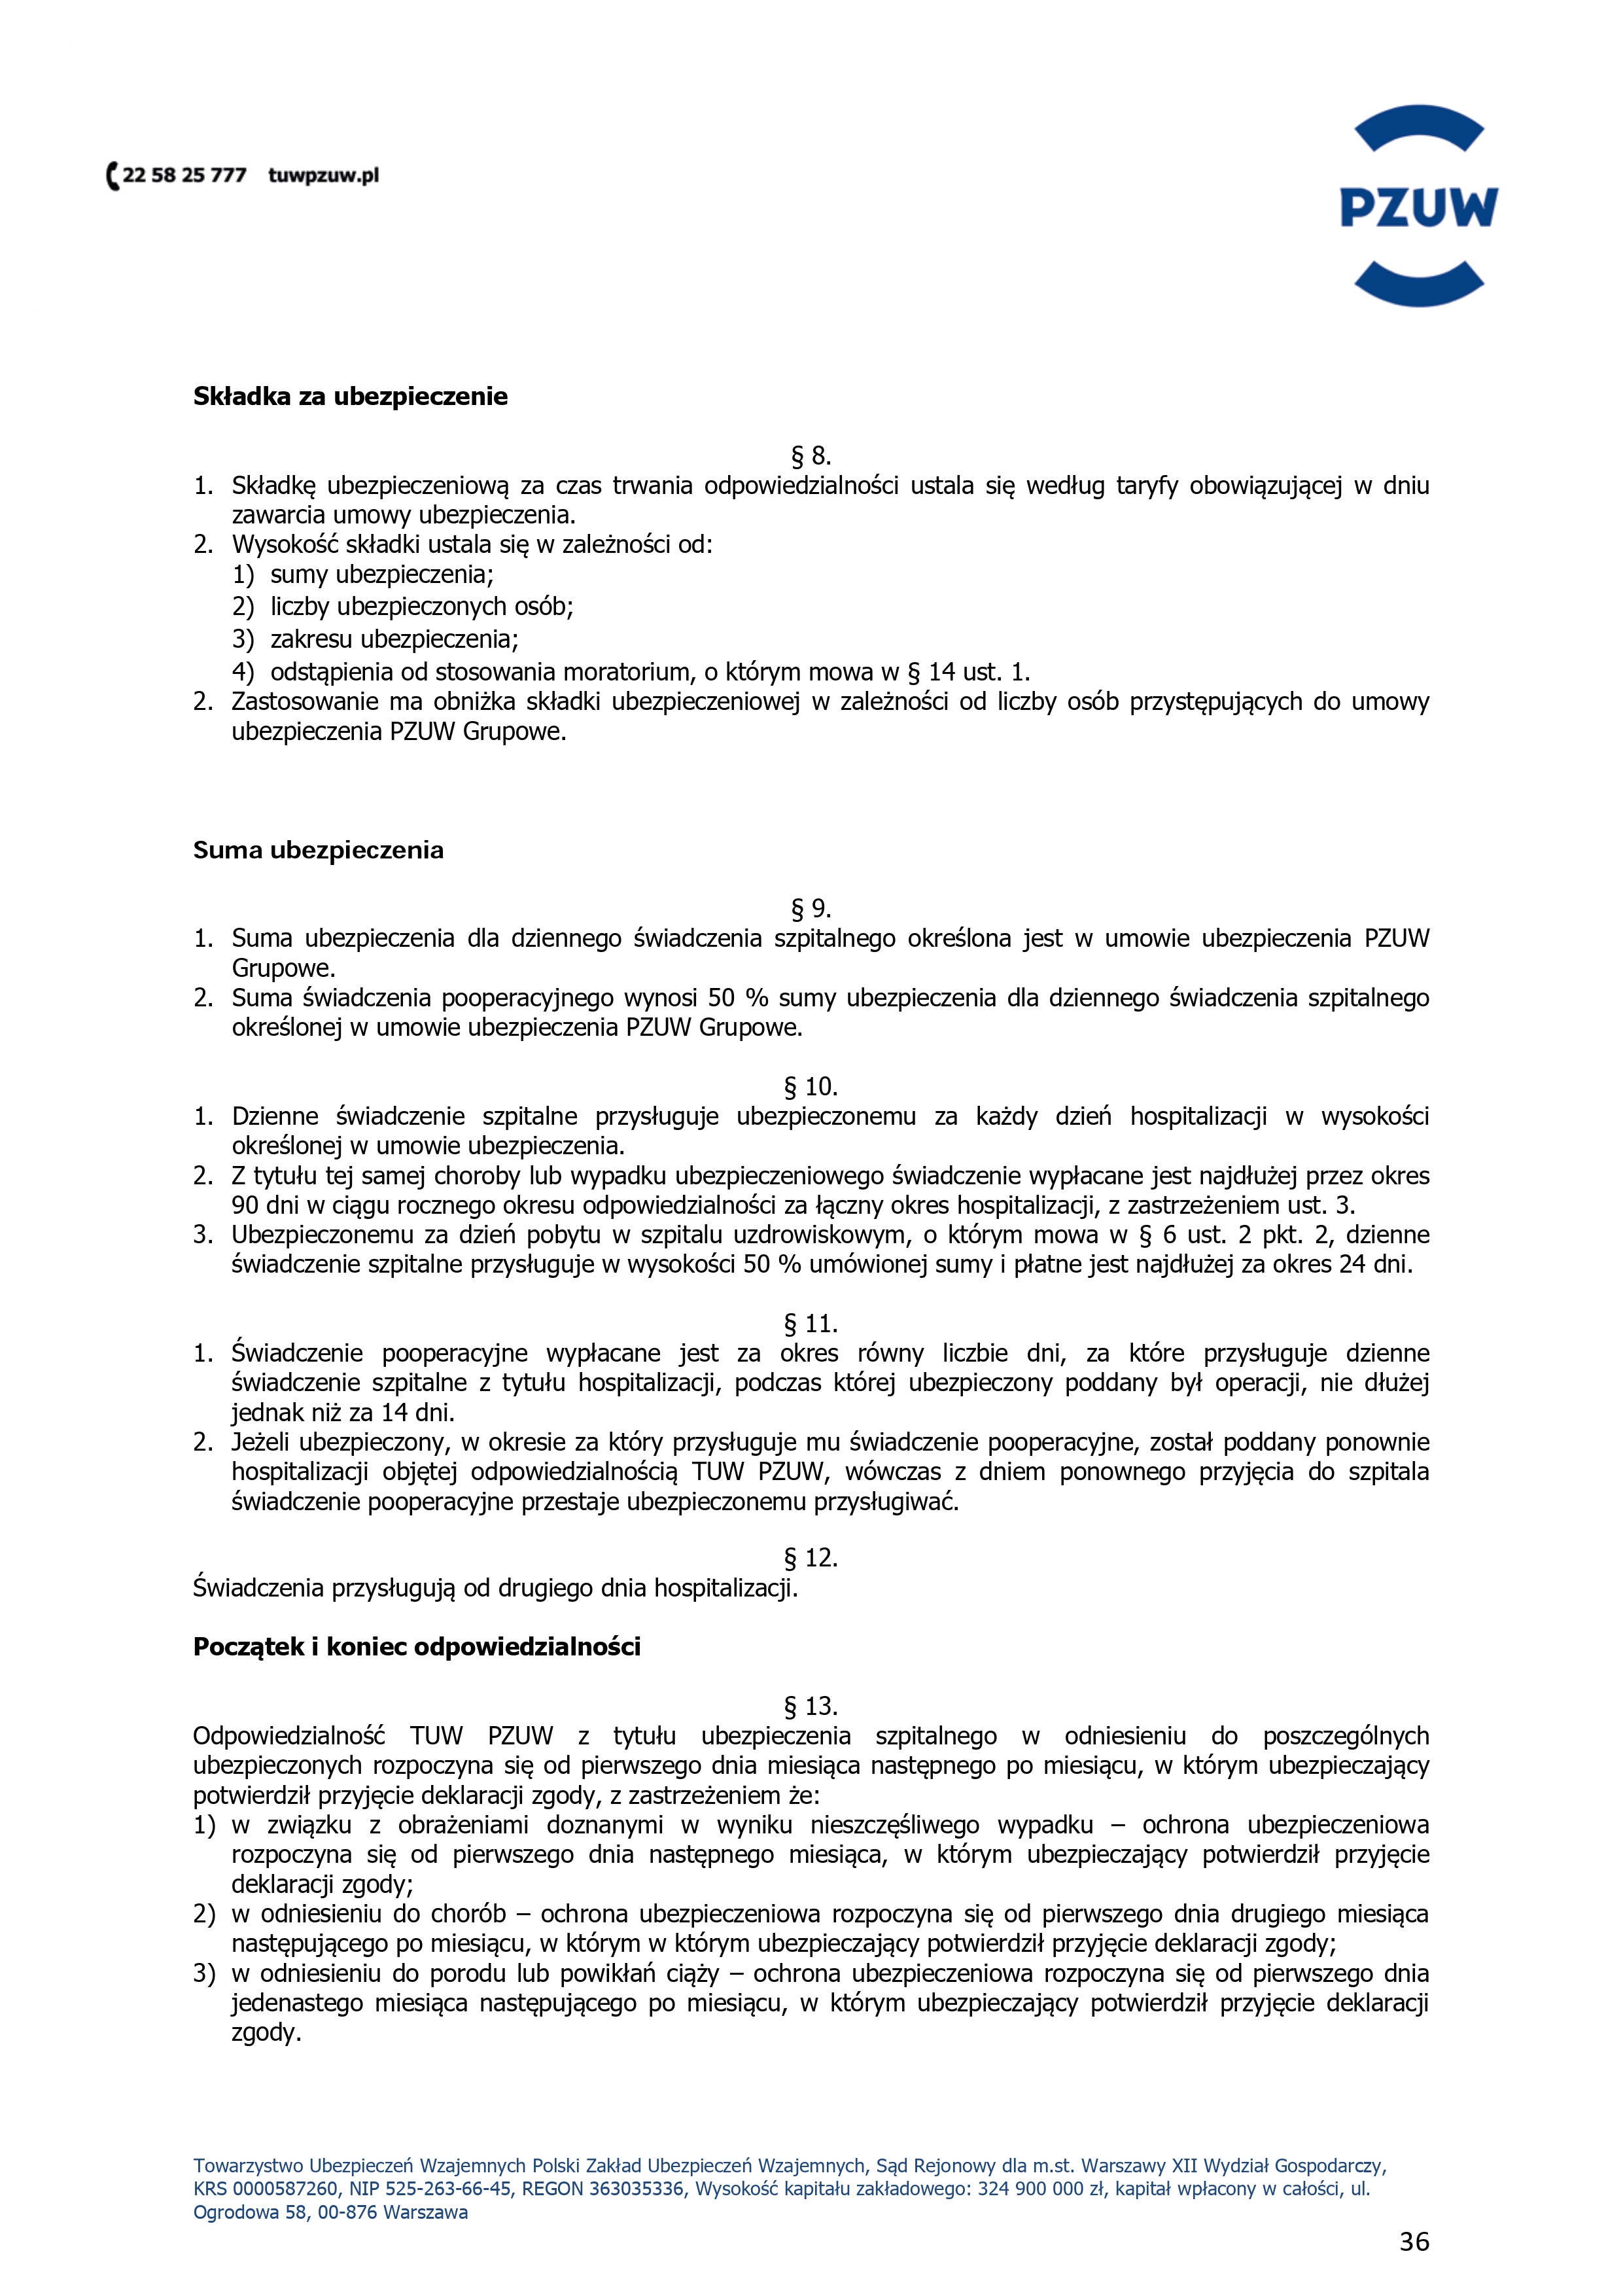 22 58 25 777 tuwpzuw.pl
PZUW
Składka za ubezpieczenie
§ 8.
1. Składkę ubezpieczeniową za czas trwania odpowiedzialności ustala się według taryfy obowiązującej w dniu
zawarcia umowy ubezpieczenia.
2. Wysokość składki ustala się w zależności od:
1) sumy ubezpieczenia;
2) liczby ubezpieczonych osób;
3) zakresu ubezpieczenia;
4) odstąpienia od stosowania moratorium, o którym mowa w § 14 ust. 1.
2. Zastosowanie ma obniżka składki ubezpieczeniowej w zależności od liczby osób przystępujących do umowy
ubezpieczenia PZUW Grupowe.
Suma ubezpieczenia
§ 9.
1. Suma ubezpieczenia dla dziennego świadczenia szpitalnego określona jest w umowie ubezpieczenia PZUW
Grupowe.
2. Suma świadczenia pooperacyjnego wynosi 50 % sumy ubezpieczenia dla dziennego świadczenia szpitalnego
określonej w umowie ubezpieczenia PZUW Grupowe.
§ 10.
1. Dzienne świadczenie szpitalne przysługuje ubezpieczonemu za każdy dzień hospitalizacji w wysokości
określonej w umowie ubezpieczenia.
2. Z tytułu tej samej choroby lub wypadku ubezpieczeniowego świadczenie wypłacane jest najdłużej przez okres
90 dni w ciągu rocznego okresu odpowiedzialności za łączny okres hospitalizacji, z zastrzeżeniem ust. 3.
3. Ubezpieczonemu za dzień pobytu w szpitalu uzdrowiskowym, o którym mowa w § 6 ust. 2 pkt. 2, dzienne
świadczenie szpitalne przysługuje w wysokości 50 % umówionej sumy i płatne jest najdłużej za okres 24 dni.
§ 11.
1. Świadczenie pooperacyjne wypłacane jest za okres równy liczbie dni, za które przysługuje dzienne
świadczenie szpitalne z tytułu hospitalizacji, podczas której ubezpieczony poddany był operacji, nie dłużej
jednak niż za 14 dni.
2. Jeżeli ubezpieczony, w okresie za który przysługuje mu świadczenie pooperacyjne, został poddany ponownie
hospitalizacji objętej odpowiedzialnością TUW PZUW, wówczas z dniem ponownego przyjęcia do szpitala
świadczenie pooperacyjne przestaje ubezpieczonemu przysługiwać.
§ 12.
Świadczenia przysługują od drugiego dnia hospitalizacji.
Początek i koniec odpowiedzialności
§ 13.
Odpowiedzialność TUW PZUW z tytułu ubezpieczenia szpitalnego w odniesieniu do poszczególnych
ubezpieczonych rozpoczyna się od pierwszego dnia miesiąca następnego po miesiącu, w którym ubezpieczający
potwierdził przyjęcie deklaracji zgody, z zastrzeżeniem że:
1) w związku z obrażeniami doznanymi w wyniku nieszczęśliwego wypadku – ochrona ubezpieczeniowa
rozpoczyna się od pierwszego dnia następnego miesiąca, w którym ubezpieczający potwierdził przyjęcie
deklaracji zgody;
2) w odniesieniu do chorób – ochrona ubezpieczeniowa rozpoczyna się od pierwszego dnia drugiego miesiąca
następującego po miesiącu, w którym w którym ubezpieczający potwierdził przyjęcie deklaracji zgody;
3) w odniesieniu do porodu lub powikłań ciąży – ochrona ubezpieczeniowa rozpoczyna się od pierwszego dnia
jedenastego miesiąca następującego po miesiącu, w którym ubezpieczający potwierdził przyjęcie deklaracji
zgody.
Towarzystwo Ubezpieczeń Wzajemnych Polski Zakład Ubezpieczeń Wzajemnych, Sąd Rejonowy dla m.st. Warszawy XII Wydział Gospodarczy,
KRS 0000587260, NIP 525-263-66-45, REGON 363035336, Wysokość kapitału zakładowego: 324 900 000 zł, kapitał wpłacony w całości, ul.
Ogrodowa 58, 00-876 Warszawa
36